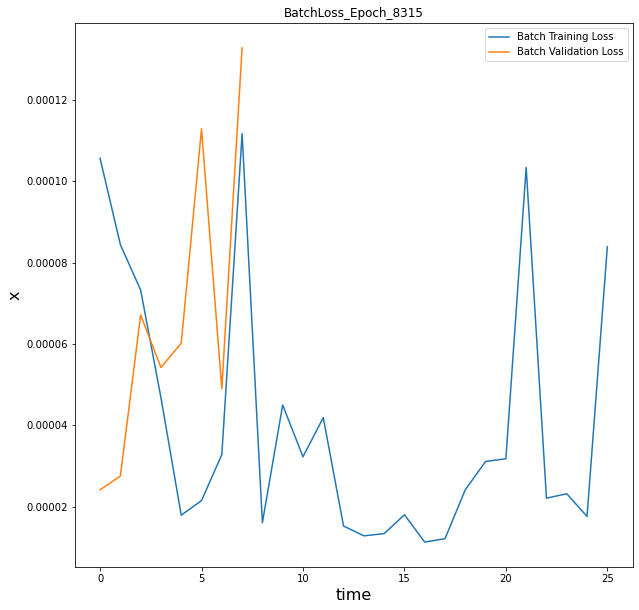 BatchLoss_Epoch_8315
Batch Training Loss
Batch Validation Loss
x
0.00012
0.00010
0.00008
0.00006
0.00004
0.00002
0 5 10 15 20 25
time